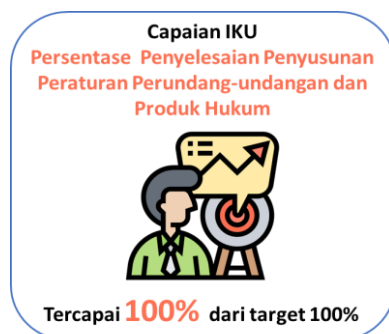 Capaian IKU
Persentase Penyelesaian Penyusunan
Peraturan Perundang-undangan dan
Produk Hukum
Tercapai 100% dari target 100%